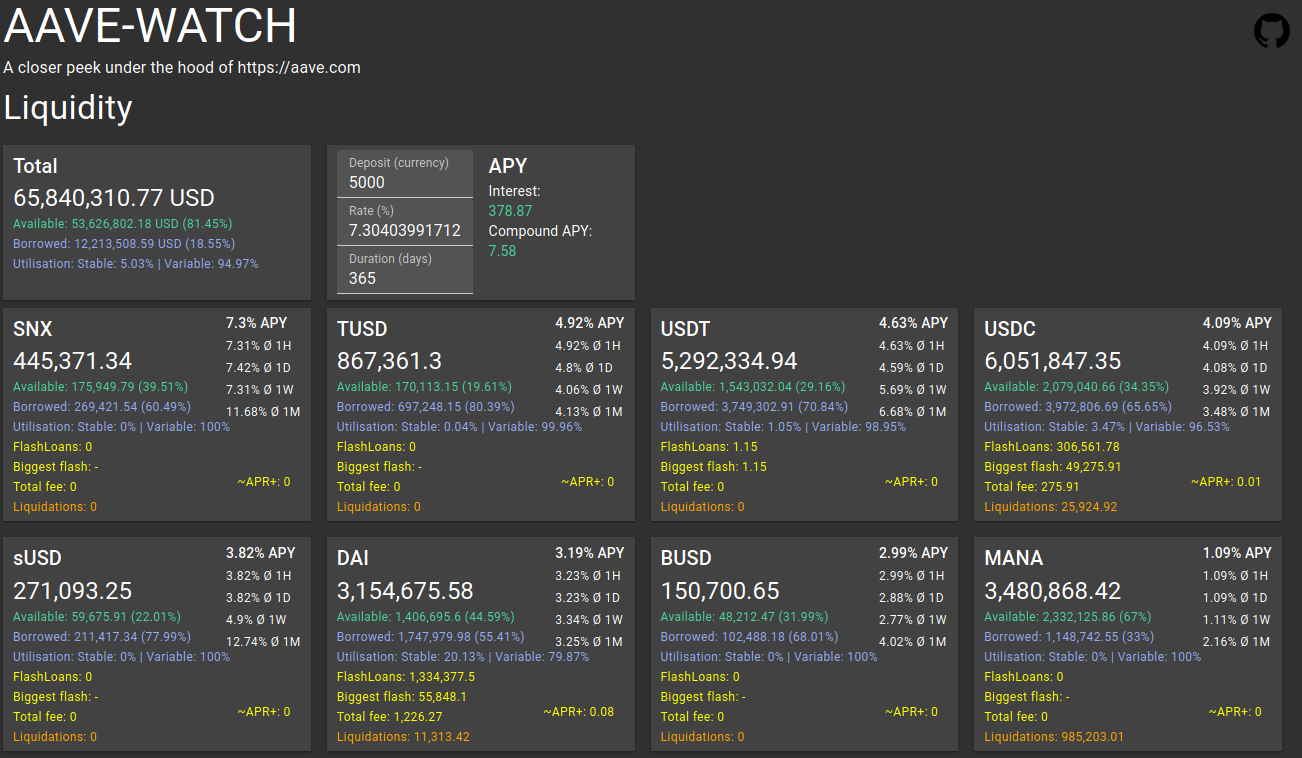 AAVE-WATCH
A closer peek under the hood of https://aave.com
Liquidity
Total
65,840,310.77 USD
Available: 53,626,802.18 USD (81.45%)
Borrowed: 12,213,508.59 USD (18.55%)
Utilisation: Stable: 5.03% | Variable: 94.97%
Deposit (currency)
5000
Rate (%)
7.30403991712
Duration (days)
365
APY
Interest:
378.87
Compound APY:
7.58
SNX
445,371.34
Available: 175,949.79 (39.51%)
Borrowed: 269,421.54 (60.49%)
Utilisation: Stable: 0% | Variable: 100%
FlashLoans: 0
Biggest flash: -
Total fee: 0
Liquidations: 0
7.3% APY
7.31% Ø 1H
7.42% Ø 1D
7.31% Ø 1W
11.68% Ø 1M
~APR+: 0
TUSD
867,361.3
Available: 170,113.15 (19.61%)
Borrowed: 697,248.15 (80.39%)
Utilisation: Stable: 0.04% | Variable: 99.96%
FlashLoans: 0
Biggest flash: -
Total fee: 0
Liquidations: 0
4.92% APY
4.92% Ø 1H
4.8% Ø 1D
4.06% Ø 1W
4.13% Ø 1M
~APR+: 0
USDT
5,292,334.94
Available: 1,543,032.04 (29.16%)
Borrowed: 3,749,302.91 (70.84%)
Utilisation: Stable: 1.05% | Variable: 98.95%
FlashLoans: 1.15
Biggest flash: 1.15
Total fee: 0
Liquidations: 0
4.63% APY
4.63% Ø 1H
4.59% Ø 1D
5.69% Ø 1W
6.68% Ø 1M
~APR+: 0
USDC
6,051,847.35
Available: 2,079,040.66 (34.35%)
Borrowed: 3,972,806.69 (65.65%)
Utilisation: Stable: 3.47% | Variable: 96.53%
FlashLoans: 306,561.78
Biggest flash: 49,275.91
Total fee: 275.91
Liquidations: 25,924.92
4.09% APY
4.09% Ø 1H
4.08% Ø 1D
3.92% Ø 1W
3.48% Ø 1M
~APR+: 0.01
sUSD
271,093.25
Available: 59,675.91 (22.01%)
Borrowed: 211,417.34 (77.99%)
Utilisation: Stable: 0% | Variable: 100%
FlashLoans: 0
Biggest flash: -
Total fee: 0
Liquidations: 0
3.82% APY
3.82% Ø 1H
3.82% Ø 1D
4.9% Ø 1W
12.74% Ø 1M
~APR+: 0
DAI
3,154,675.58
Available: 1,406,695.6 (44.59%)
Borrowed: 1,747,979.98 (55.41%)
Utilisation: Stable: 20.13% | Variable: 79.87%
FlashLoans: 1,334,377.5
Biggest flash: 55,848.1
Total fee: 1,226.27
Liquidations: 11,313.42
3.19% APY
3.23% Ø 1H
3.23% Ø 1D
3.34% Ø 1W
3.25% Ø 1M
~APR+: 0.08
BUSD
150,700.65
Available: 48,212.47 (31.99%)
Borrowed: 102,488.18 (68.01%)
Utilisation: Stable: 0% | Variable: 100%
FlashLoans: 0
Biggest flash: -
Total fee: 0
Liquidations: 0
2.99% APY
2.99% Ø 1H
2.88% Ø 1D
2.77% Ø 1W
4.02% Ø 1M
~APR+: 0
MANA
3,480,868.42
Available: 2,332,125.86 (67%)
Borrowed: 1,148,742.55 (33%)
Utilisation: Stable: 0% | Variable: 100%
FlashLoans: 0
Biggest flash: -
Total fee: 0
Liquidations: 985,203.01
1.09% APY
1.09% Ø 1H
1.09% Ø 1D
1.11% Ø 1W
2.16% Ø 1M
~APR+: 0